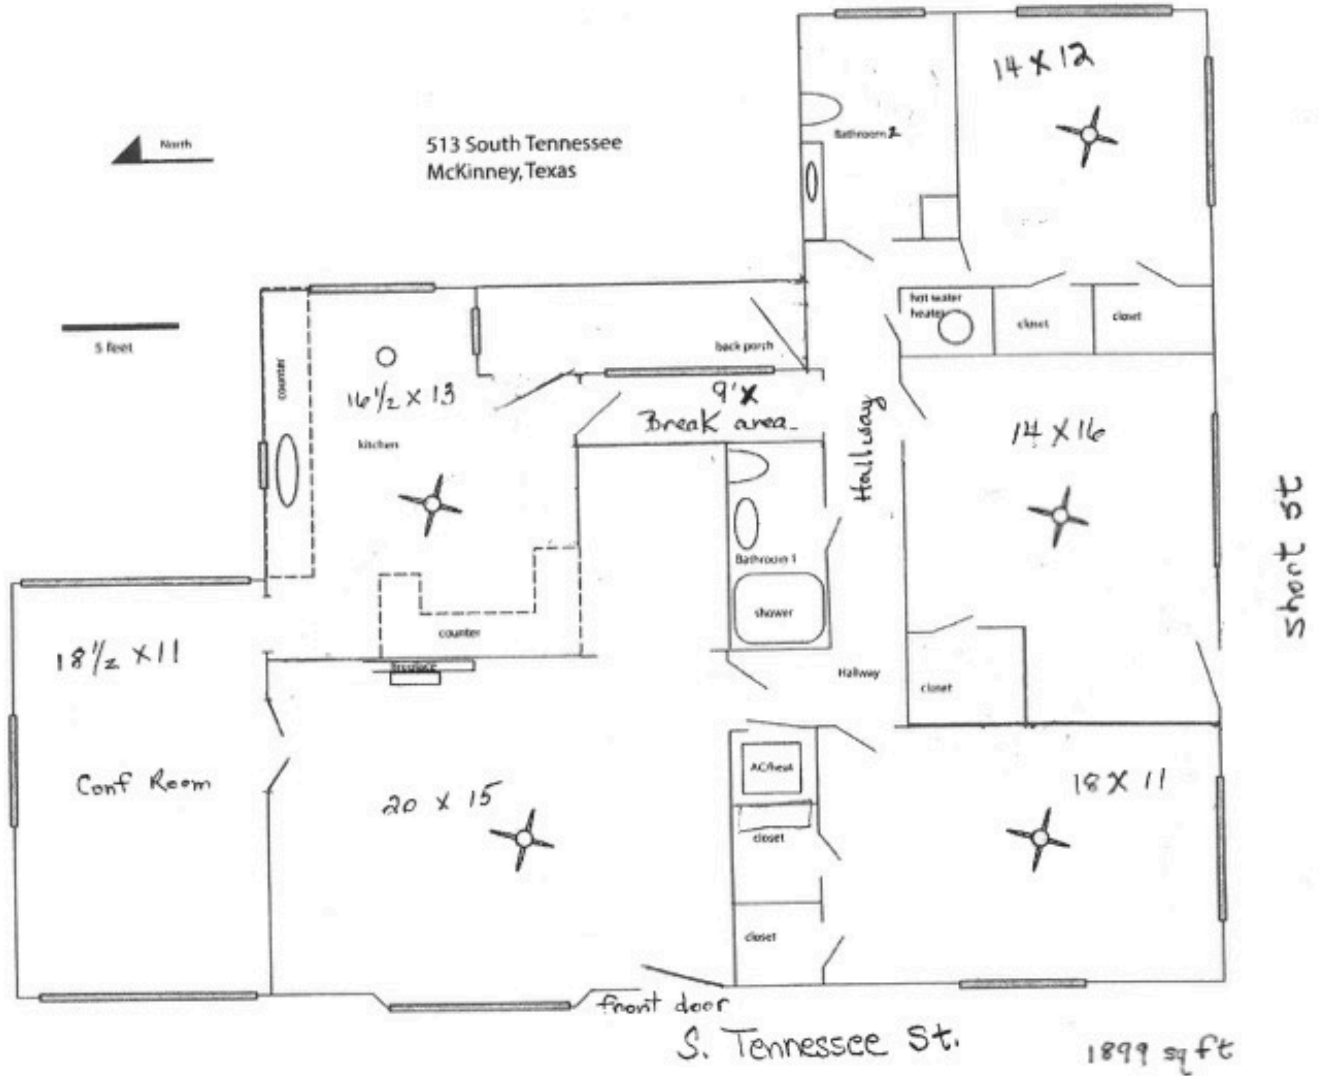 14 X 12
North
513 South Tennessee
McKinney, Texas
Bathroom 2
5 feet
counter
hot water
heater
closet
closet
back porch
16 1/2 X 13
9' X
Break area
kitchen
Hallway
14 X 16
short st
Bathroom 1
shower
counter
18 1/2 X 11
fireplace
Hallway
closet
AC/heat
18 X 11
Conf Room
20 X 15
closet
closet
front door
S. Tennessee St.
1899 sq ft